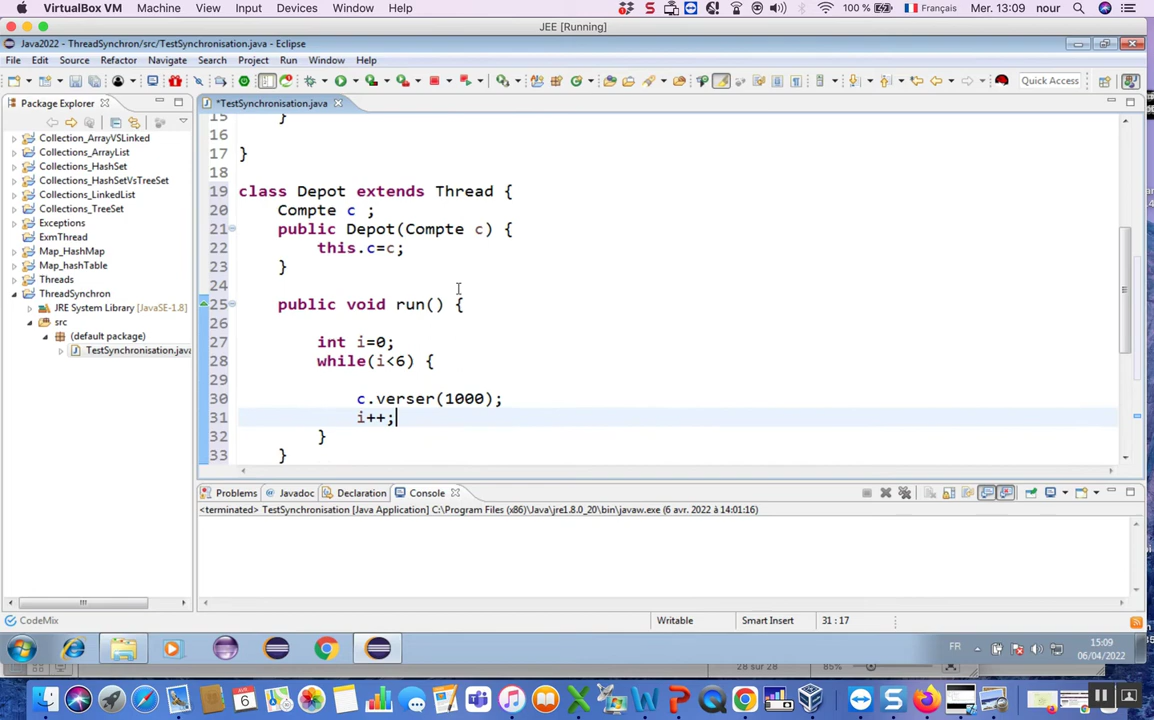 VirtualBox VM Machine View Input Devices Window Help 100 % Français Mer. 13:09 nour
JEE [Running]
Java2022 - ThreadSynchron/src/TestSynchronisation.java - Eclipse
File Edit Source Refactor Navigate Search Project Run Window Help
Quick Access
Package Explorer
*TestSynchronisation.java
Collection_ArrayVSLinked
Collections_ArrayList
Collections_HashSet
Collections_HashSetVsTreeSet
Collections_LinkedList
Collections_TreeSet
Exceptions
ExmThread
Map_HashMap
Map_hashTable
Threads
ThreadSynchron
JRE System Library [JavaSE-1.8]
src
(default package)
TestSynchronisation.java
15 }
16
17 }
18
19 class Depot extends Thread {
20 Compte c ;
21 public Depot(Compte c) {
22 this.c=c;
23 }
24
25 public void run() {
26
27 int i=0;
28 while(i<6) {
29
30 c.verser(1000);
31 i++;
32 }
33 }
Problems Javadoc Declaration Console
<terminated> TestSynchronisation [Java Application] C:\Program Files (x86)\Java\jre1.8.0_20\bin\javaw.exe (6 avr. 2022 à 14:01:16)
CodeMix
Writable Smart Insert 31 : 17
FR
15:09
06/04/2022
28 sur 28 85%